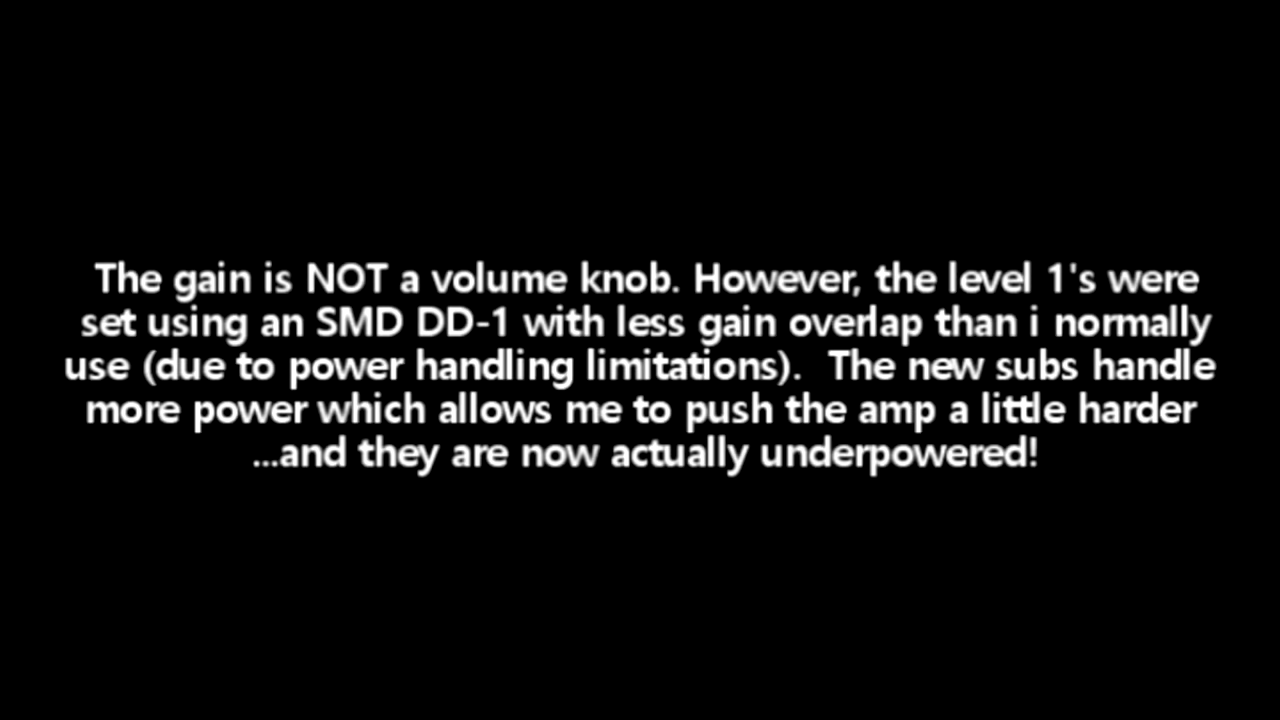 The gain is NOT a volume knob. However, the level 1's were
set using an SMD DD-1 with less gain overlap than i normally
use (due to power handling limitations).  The new subs handle
more power which allows me to push the amp a little harder
...and they are now actually underpowered!